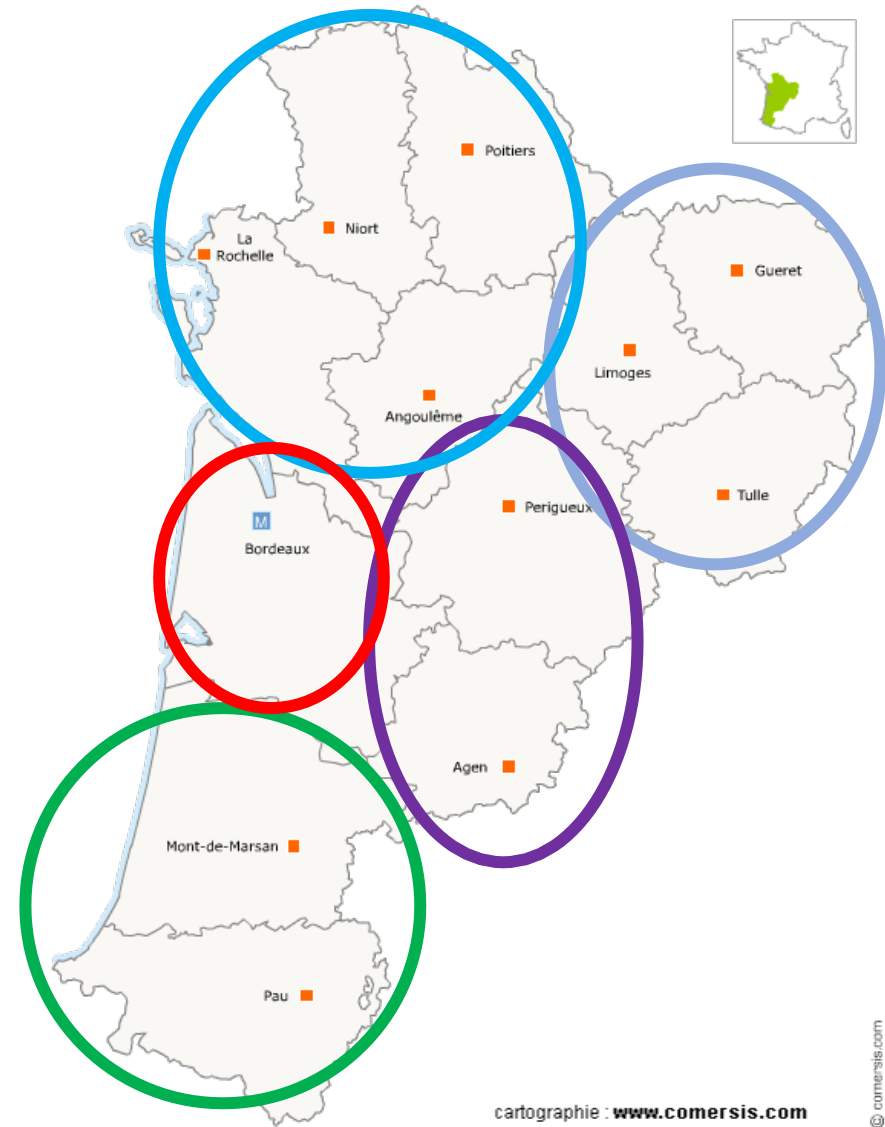 Poitiers
Niort
La
Rochelle
Gueret
Limoges
Angoulême
Tulle
Perigueux
M
Bordeaux
Agen
Mont-de-Marsan
Pau
cartographie : www.comersis.com
© comersis.com